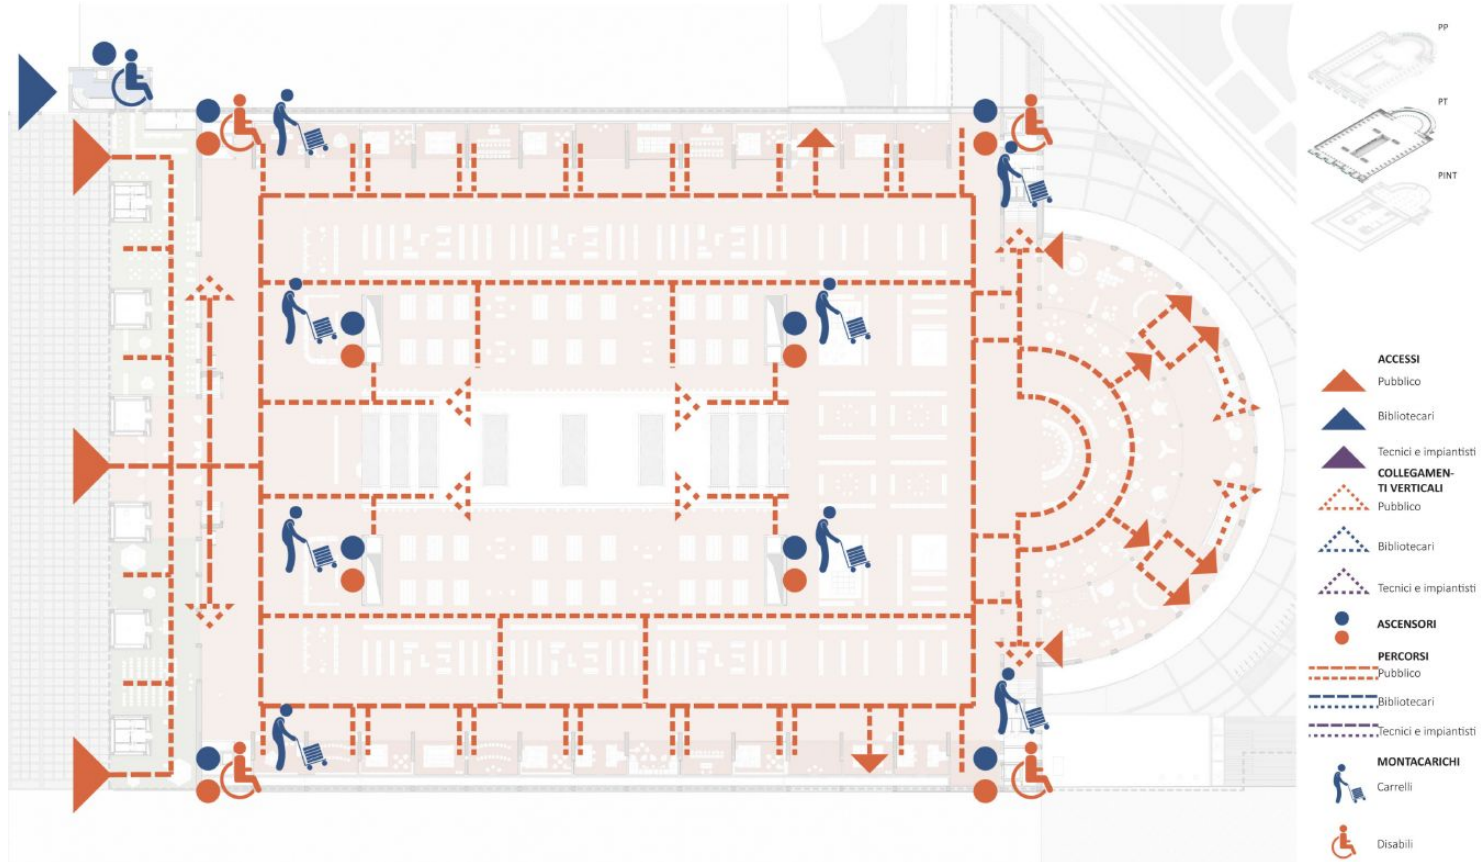 PP
PT
PINT
ACCESSI
Pubblico
Bibliotecari
Tecnici e impiantisti
COLLEGAMEN-
TI VERTICALI
Pubblico
Bibliotecari
Tecnici e impiantisti
ASCENSORI
PERCORSI
Pubblico
Bibliotecari
Tecnici e impiantisti
MONTACARICHI
Carrelli
Disabili